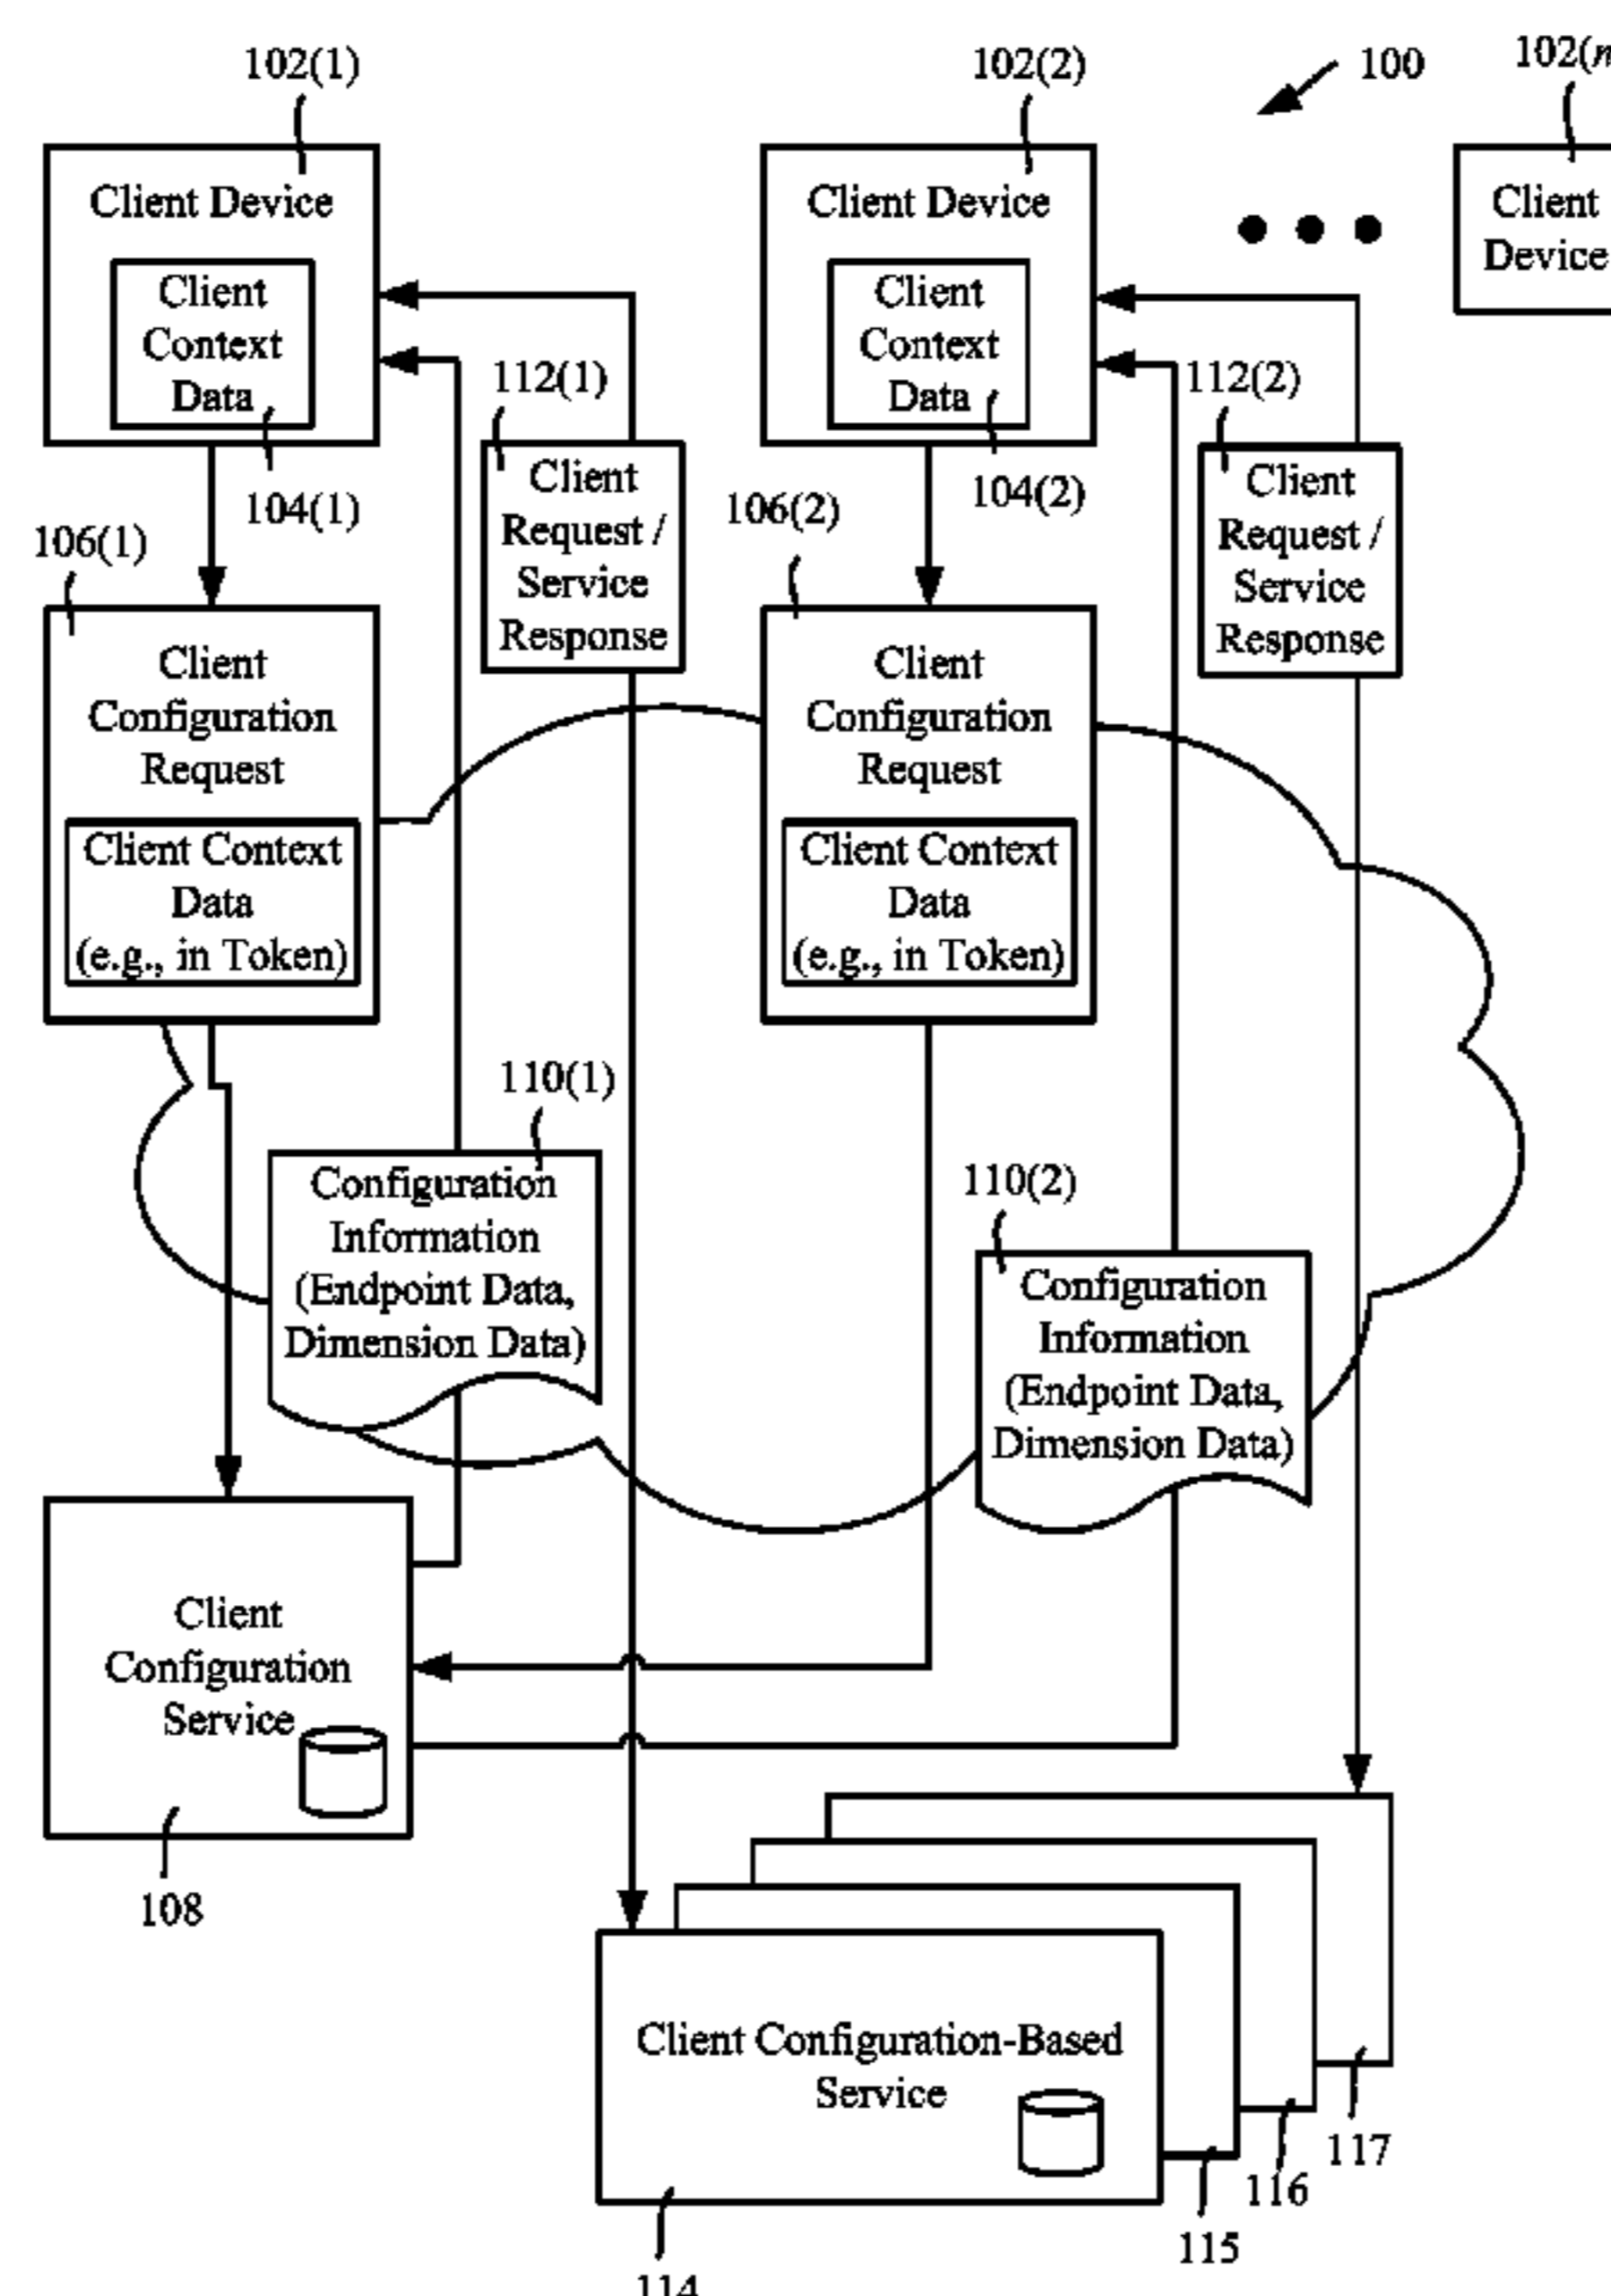 102(1)
102(2)
100
Client Device
Client
Context
Data
104(1)
Client Device
Client
Context
Data
104(2)
Client
Device
112(1)
Client
Request /
Service
Response
112(2)
Client
Request /
Service
Response
106(1)
Client
Configuration
Request
Client Context
Data
(e.g., in Token)
106(2)
Client
Configuration
Request
Client Context
Data
(e.g., in Token)
110(1)
Configuration
Information
(Endpoint Data,
Dimension Data)
110(2)
Configuration
Information
(Endpoint Data,
Dimension Data)
Client
Configuration
Service
108
Client Configuration-Based
Service
117
116
115
114